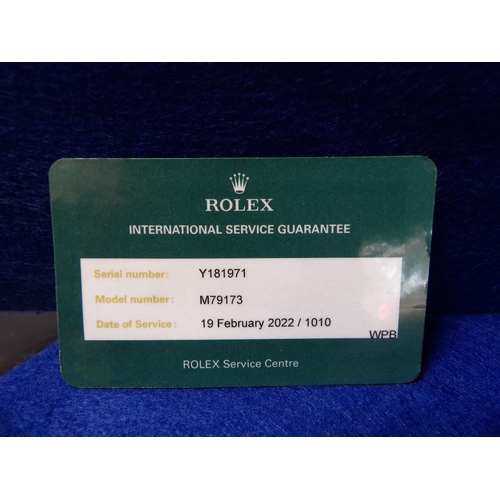 ROLEX
INTERNATIONAL SERVICE GUARANTEE
Serial number: Y181971
Model number: M79173
Date of Service: 19 February 2022 / 1010
WPB
ROLEX Service Centre